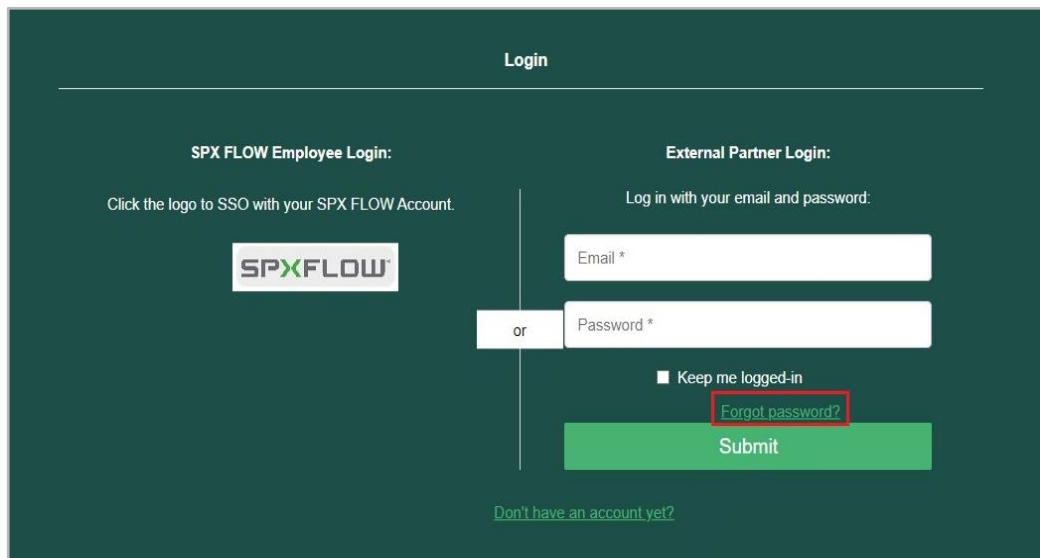 Login
SPX FLOW Employee Login:
Click the logo to SSO with your SPX FLOW Account.
SPXFLOW
or
External Partner Login:
Log in with your email and password:
Email *
Password *
Keep me logged-in
Forgot password?
Submit
Don't have an account yet?